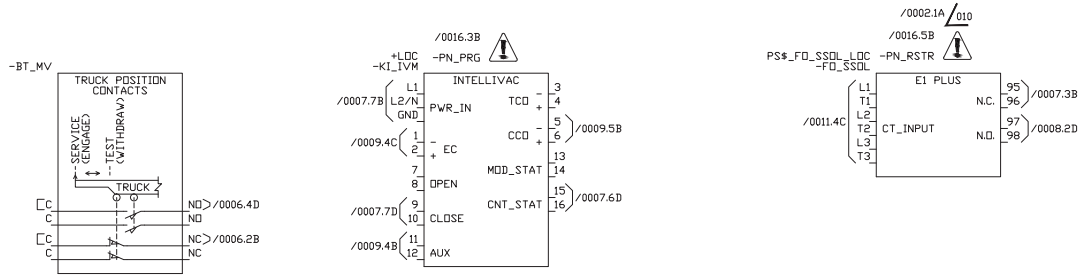 -BT_MV
TRUCK POSITION
CONTACTS
SERVICE
(ENGAGE)
TEST
(WITHDRAW)
TRUCK
C NO /0006.4D
C NO
C NC /0006.2B
C NC
/0016.3B
+LOC -PN_PRG
-KI_IVM
INTELLIVAC
L1
/0007.7B L2/N PWR_IN
GND
/0009.4C 1 - EC
2 +
7
8 OPEN
/0007.7D 9
10 CLOSE
/0009.4B 11
12 AUX
- 3
TCO + 4
- 5 /0009.5B
CCO + 6
13
MOD_STAT 14
15 /0007.6D
CNT_STAT 16
/0002.1A 010
/0016.5B
PS$_FO_SSOL_LOC -PN_RSTR
-FO_SSOL
E1 PLUS
L1
T1
L2
/0011.4C T2 CT_INPUT
L3
T3
95 /0007.3B
N.C. 96
97 /0008.2D
N.O. 98